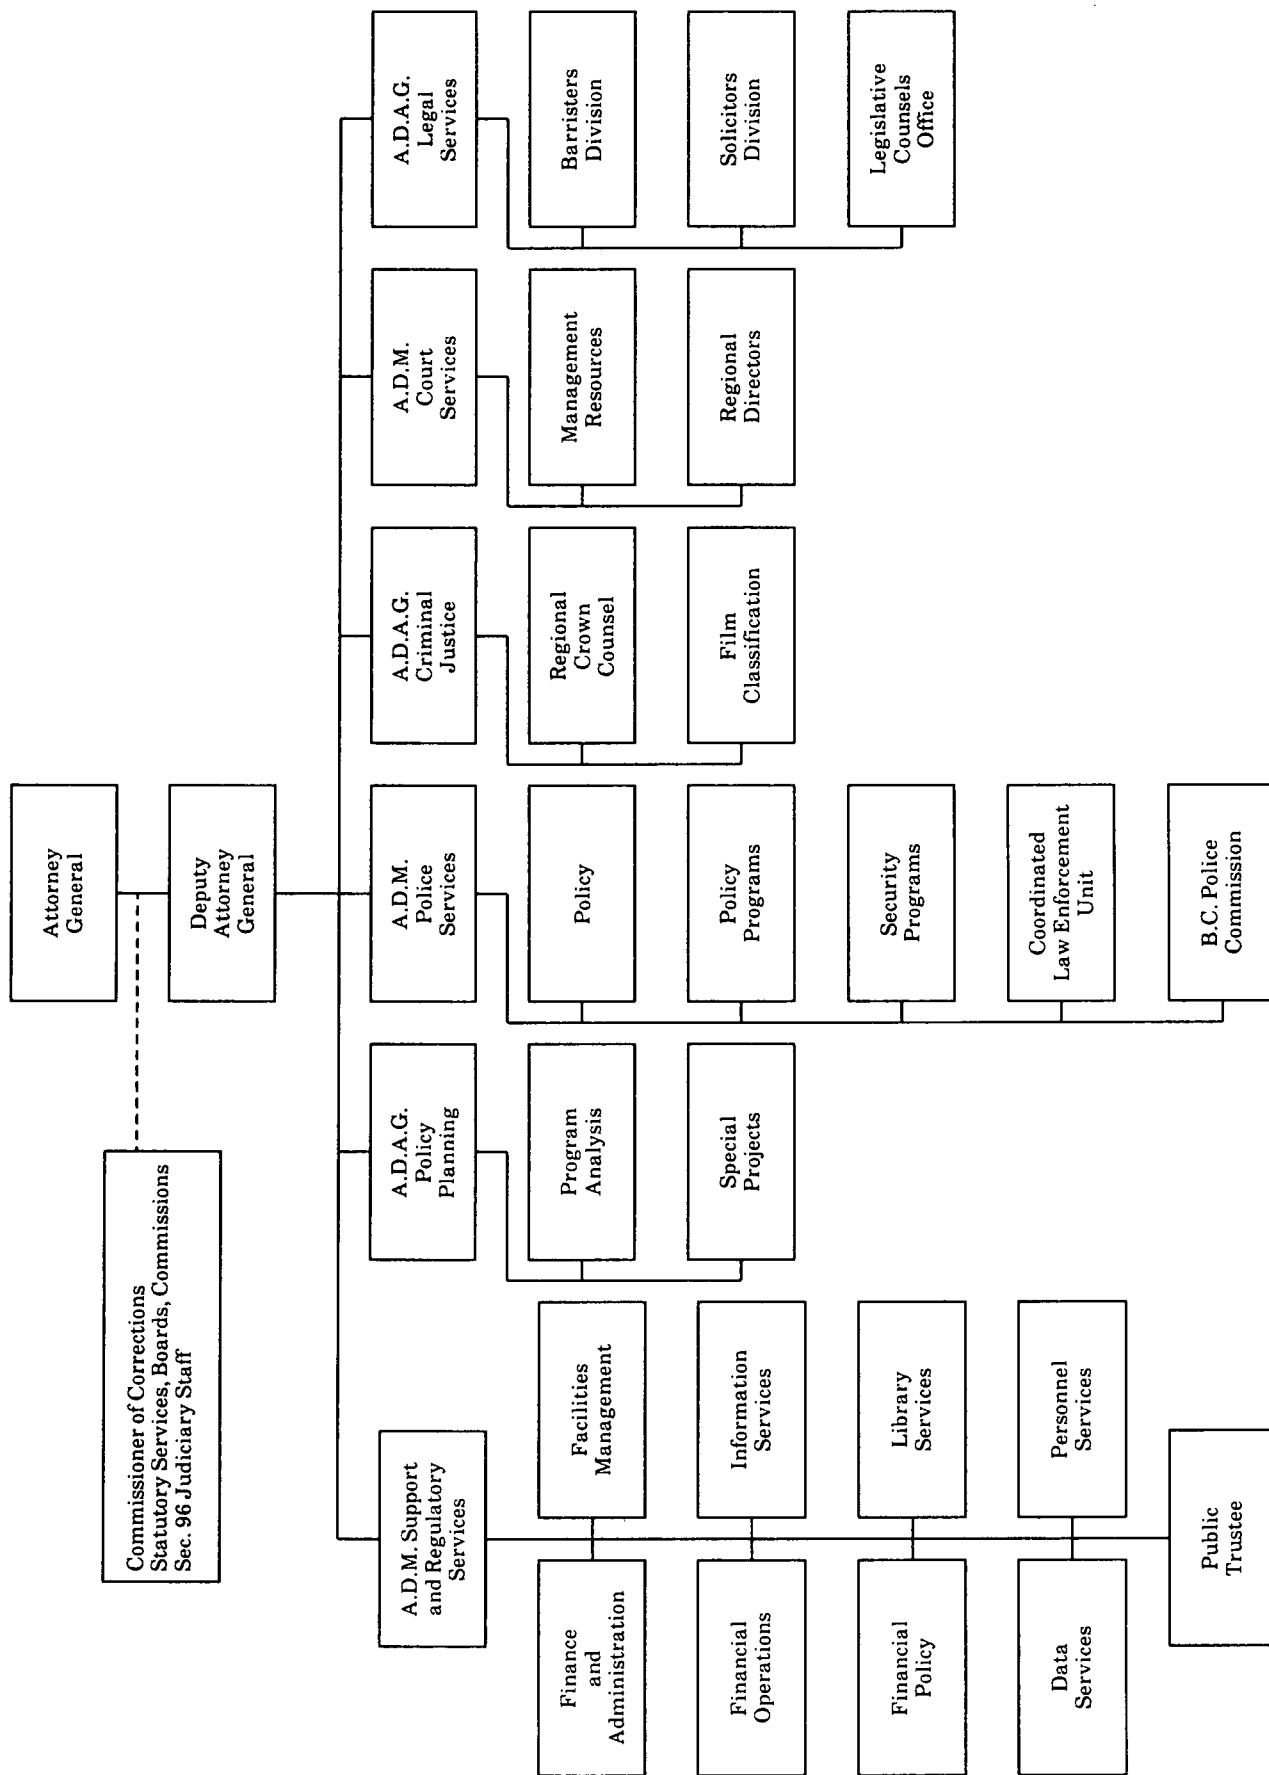 Attorney
General
Commissioner of Corrections
Statutory Services, Boards, Commissions
Sec. 96 Judiciary Staff
Deputy
Attorney
General
A.D.M. Support
and Regulatory
Services
A.D.A.G.
Policy
Planning
A.D.M.
Police
Services
A.D.A.G.
Criminal
Justice
A.D.M.
Court
Services
A.D.A.G.
Legal
Services
Finance
and
Administration
Facilities
Management
Financial
Operations
Information
Services
Financial
Policy
Library
Services
Data
Services
Personnel
Services
Public
Trustee
Program
Analysis
Special
Projects
Policy
Policy
Programs
Security
Programs
Coordinated
Law Enforcement
Unit
B.C. Police
Commission
Regional
Crown
Counsel
Film
Classification
Management
Resources
Regional
Directors
Barristers
Division
Solicitors
Division
Legislative
Counsels
Office